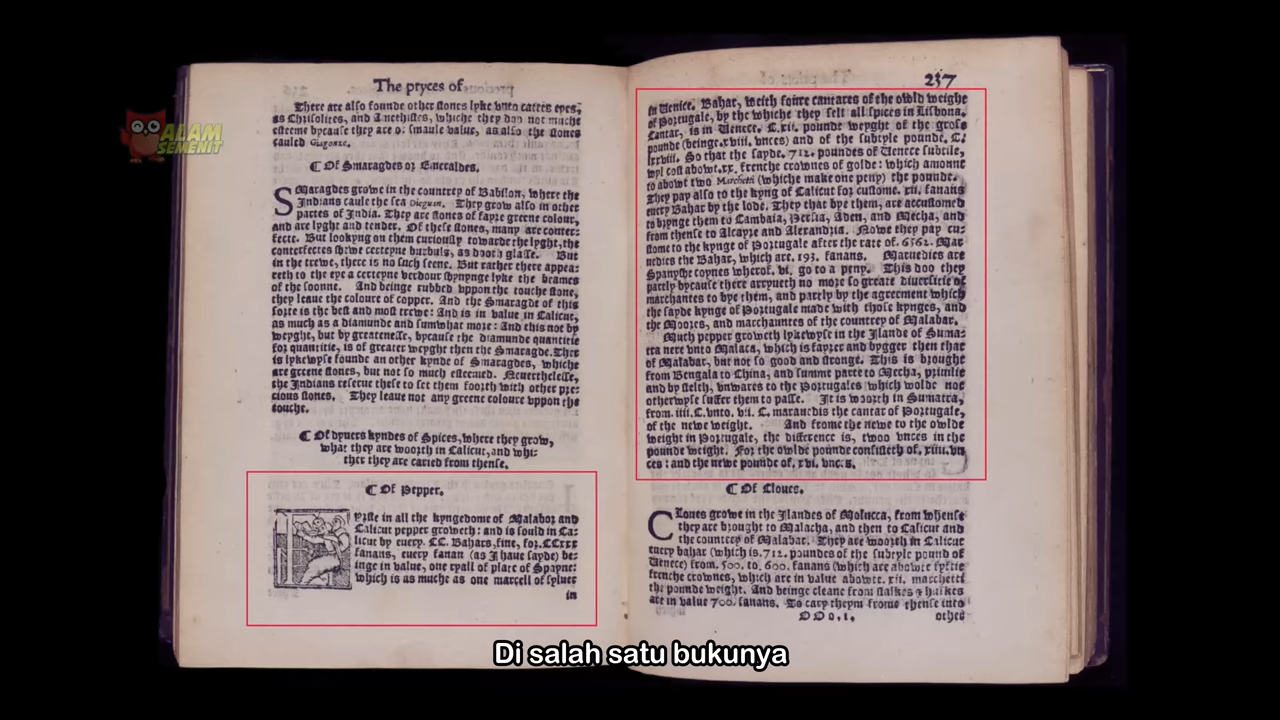 The pryces of
There are also founde other stones lyke vnto cattes eyes,
as Chrisolites, and Amethistes, whiche they doo not muche
esteeme bycause they are of smaule value, as also the stones
cauled Giagonze.
¶ Of Smaragdes or Emeraldes.
SMaragdes growe in the countrey of Babilon, where the
Indians caule the sea Dieguan. They grow also in other
partes of India. They are stones of fayre greene colour,
and are lyght and tender. Of these stones, many are conter-
fecte. But lookyng on them curiously towarde the lyght, the
conterfectes shewe certeyne burbuls, as dooth glasse. But
in the trewe, there is no such seene. But rather there appea-
reth to the eye a certeyne verdour shynynge lyke the beames
of the soonne. And beinge rubbed vppon the touche stone,
they leaue the coloure of copper. And the Smaragde of this
sorte is the best and most trewe: And is in value in Calicut,
as much as a diamunde and sumwhat more: And this not by
weyght, but by greatenesse, bycause the diamunde quantitie
for quantitie, is of greater weyght then the Smaragde. There
is lykewyse founde an other kynde of Smaragdes, whiche
are greene stones, but not so much esteemed. Neuerthelesse,
the Indians reserue these to set them foorth with other pre-
cious stones. They leaue not any greene coloure vppon the
touche.
¶ Of dyuers kyndes of Spices, where they grow,
what they are woorth in Calicut, and whi-
ther they are caried from thense.
¶ Of Pepper.
Fyrste in all the kyngedome of Malabor and
Calicut pepper groweth: and is sould in Ca-
licut by euery. CC. Bahars, fine, for. CCxxx
fanans, euery fanan (as I haue sayde) be-
inge in value, one ryall of plate of Spayne:
which is as muche as one marcell of syluer
in
237
in Venice. Bahar, weith foure cantares of the owld weighe
of Portugale, by the whiche they sell all spices in Lisbona.
Cantar, is in Venece, C.xii. pounde weyght of the gross
pounde (beinge.xviii. vnces) and of the subtyle pounde. C.
lxxviii. So that the sayde. 712. poundes of Venece subtile,
wyl cost abowt.xx. frenche crownes of golde: which amount
to abowt two Marchetti (whiche make one peny) the pounde.
They pay also to the kyng of Calicut for custome. xii. fanans
euery Bahar by the lode. They that bye them, are accustomed
to brynge them to Cambaia, Persia, Aden, and Mecha, and
from thense to Alcayre and Alexandria. Nowe they pay cu-
stome to the kynge of Portugale after the rate of. 6562. Mar
uedies the Bahar, which are. 193. fanans. Maruedies are
Spanyshe coynes wherof. vi. go to a peny. This doo they
partly bycause there arryueth no more so greate diuersitie of
marchantes to bye them, and parely by the agreement which
the sayde kynge of Portugale made with those kynges, and
the Moores, and marchauntes of the countrey of Malabar.
Much pepper groweth lykewyse in the Ilande of Suma-
tra nere vnto Malaca, which is fayrer and bygger then that
of Malabar, but not so good and stronge. This is brought
from Bengala to China, and summe parte to Mecha, priuilie
and by stelth, vnwares to the Portugales which wolde not
otherwyse suffer them to passe. It is woorth in Sumatra,
from. iiii.C.vnto. vii. C. marauedis the cantar of Portugale,
of the newe weight. And frome the newe to the owlde
weight in Portugale, the difference is, twoo vnces in the
pounde weight. For the owlde pounde consisteth of. xiiii.vn
ces: and the newe pounde of. xvi. vnces.
¶ Of Cloues.
CLoues growe in the Ilandes of Molucca, from whense
they are brought to Malacha, and then to Calicut and
the countrey of Malabar. They are woorth in Calicut
euery bahar (which is.712. poundes of the subtyle pound of
Venece) from. 500. to. 600. fanans (which are abowte fyftie
frenche crownes, which are in value abowte. xii. marchetti
the pounde weight. And beinge cleane from stalkes & huskes
are in value 700. fanans. To cary theym frome thense into
DDD.i. other
ALAM
SEMENIT
Di salah satu bukunya